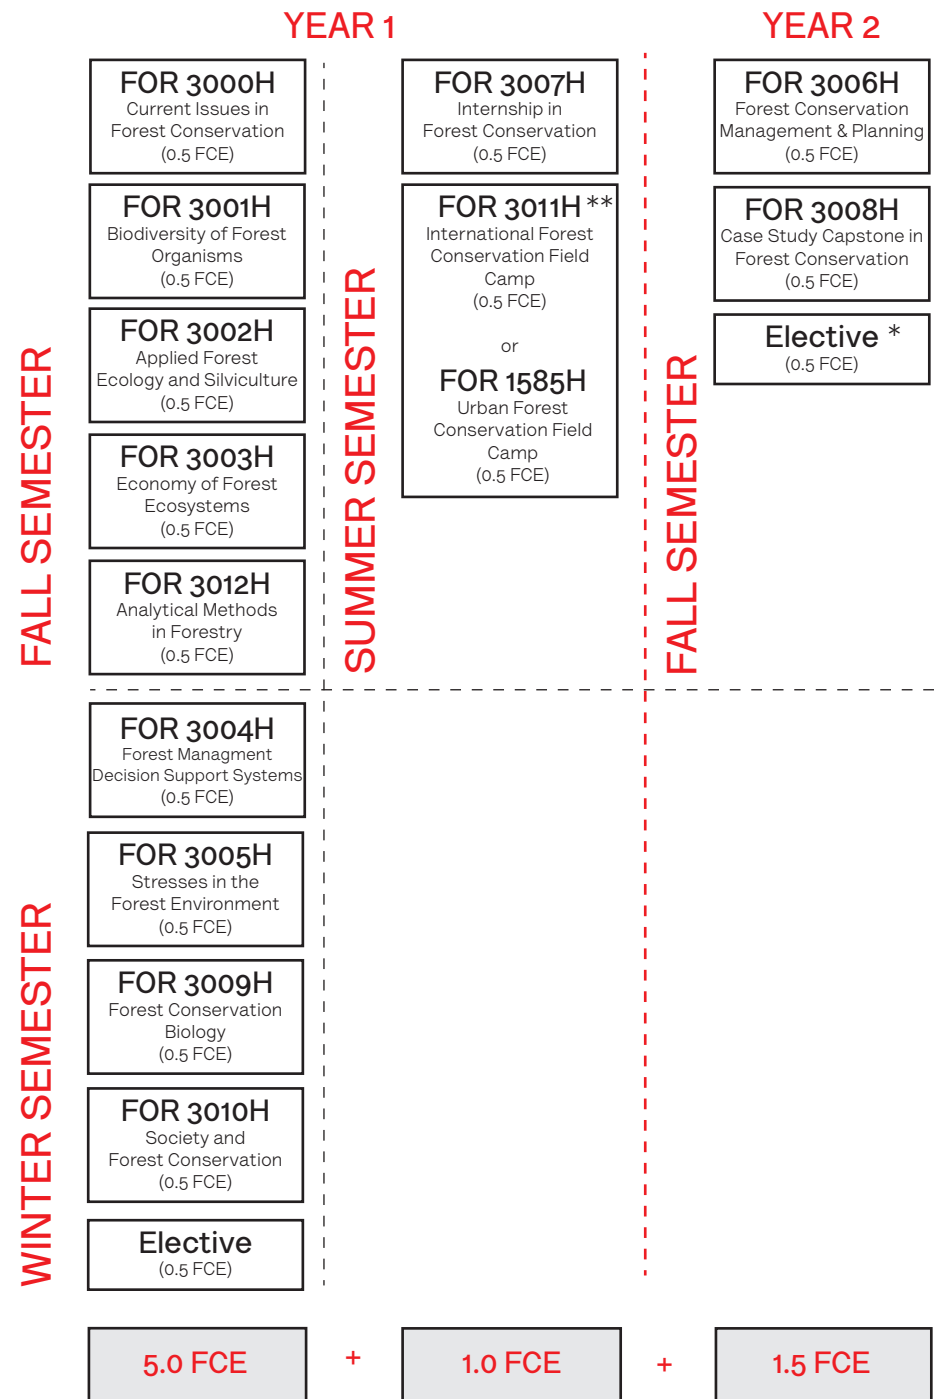 YEAR 1
YEAR 2
FALL SEMESTER
FOR 3000H
Current Issues in
Forest Conservation
(0.5 FCE)
FOR 3001H
Biodiversity of Forest
Organisms
(0.5 FCE)
FOR 3002H
Applied Forest
Ecology and Silviculture
(0.5 FCE)
FOR 3003H
Economy of Forest
Ecosystems
(0.5 FCE)
FOR 3012H
Analytical Methods
in Forestry
(0.5 FCE)
WINTER SEMESTER
FOR 3004H
Forest Managment
Decision Support Systems
(0.5 FCE)
FOR 3005H
Stresses in the
Forest Environment
(0.5 FCE)
FOR 3009H
Forest Conservation
Biology
(0.5 FCE)
FOR 3010H
Society and
Forest Conservation
(0.5 FCE)
Elective
(0.5 FCE)
SUMMER SEMESTER
FOR 3007H
Internship in
Forest Conservation
(0.5 FCE)
FOR 3011H **
International Forest
Conservation Field
Camp
(0.5 FCE)
or
FOR 1585H
Urban Forest
Conservation Field
Camp
(0.5 FCE)
FALL SEMESTER
FOR 3006H
Forest Conservation
Management & Planning
(0.5 FCE)
FOR 3008H
Case Study Capstone in
Forest Conservation
(0.5 FCE)
Elective *
(0.5 FCE)
5.0 FCE + 1.0 FCE + 1.5 FCE